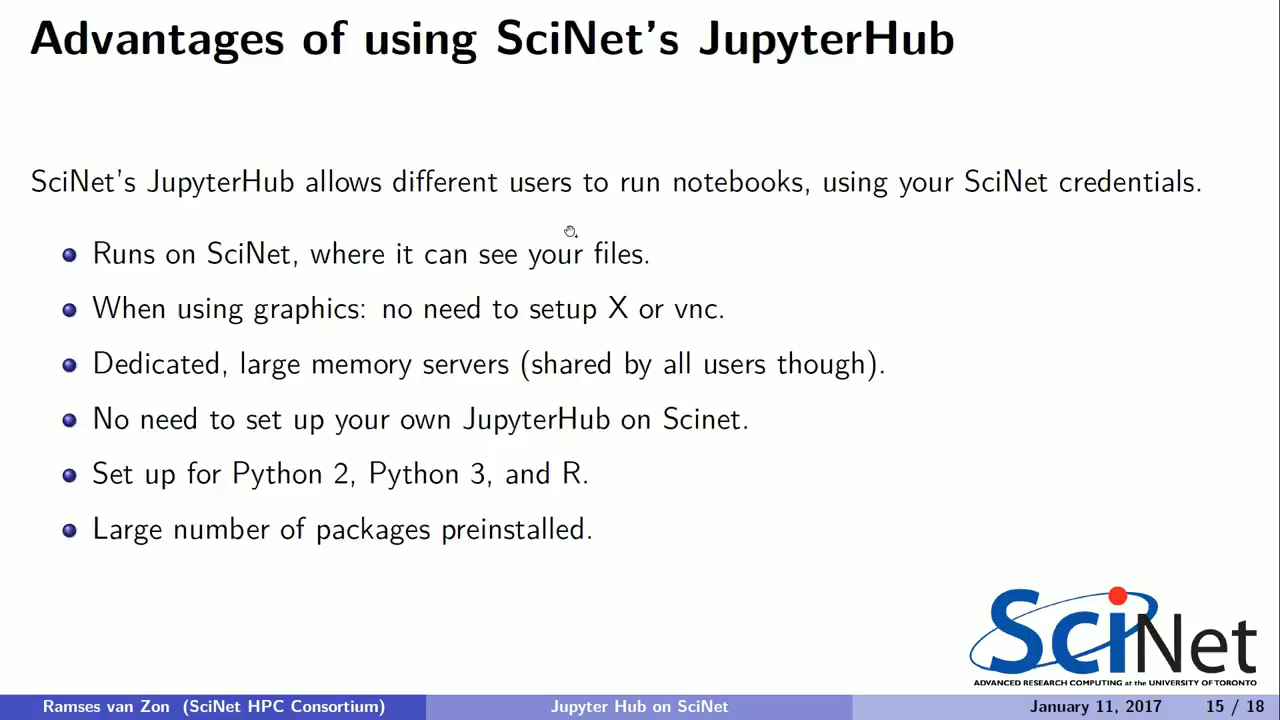 Advantages of using SciNet's JupyterHub
SciNet's JupyterHub allows different users to run notebooks, using your SciNet credentials.
Runs on SciNet, where it can see your files.
When using graphics: no need to setup X or vnc.
Dedicated, large memory servers (shared by all users though).
No need to set up your own JupyterHub on Scinet.
Set up for Python 2, Python 3, and R.
Large number of packages preinstalled.
SciNet
ADVANCED RESEARCH COMPUTING at the UNIVERSITY OF TORONTO
Ramses van Zon (SciNet HPC Consortium) Jupyter Hub on SciNet January 11, 2017 15 / 18